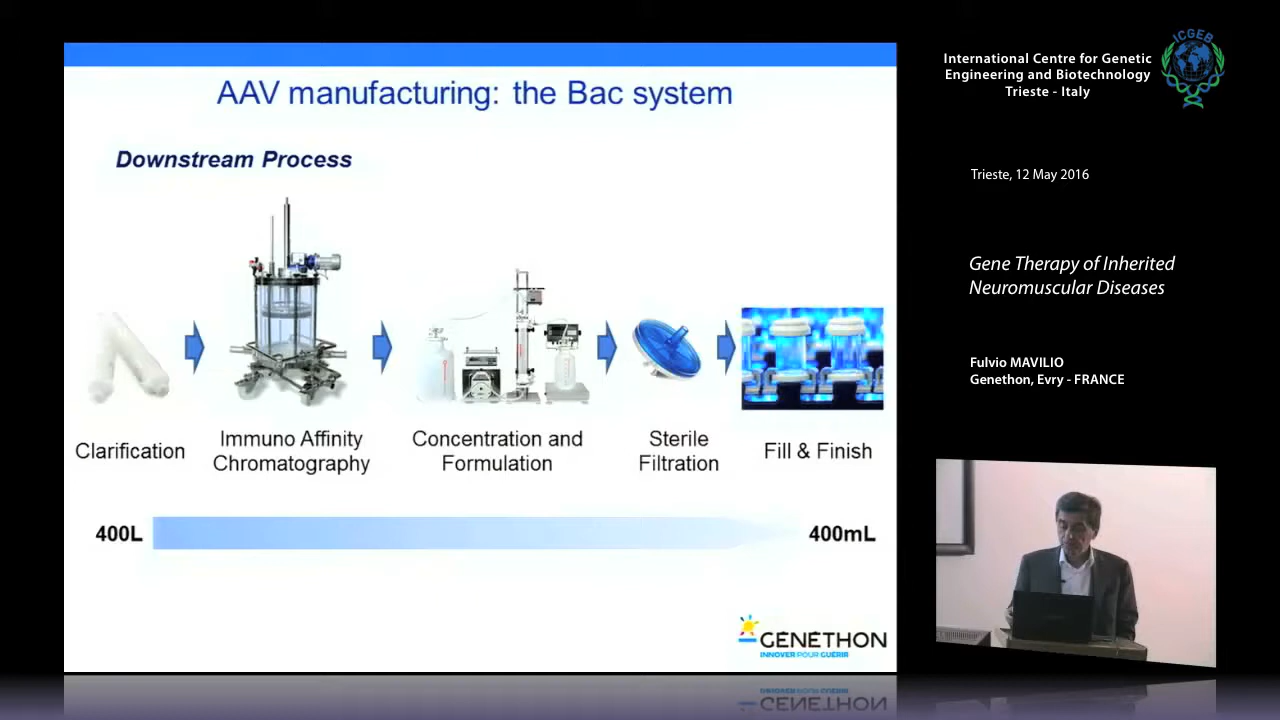 AAV manufacturing: the Bac system
Downstream Process
Clarification
Immuno Affinity
Chromatography
Concentration and
Formulation
Sterile
Filtration
Fill & Finish
400L
400mL
GENETHON
INNOVER POUR GUÉRIR
ICGEB
International Centre for Genetic
Engineering and Biotechnology
Trieste - Italy
Trieste, 12 May 2016
Gene Therapy of Inherited
Neuromuscular Diseases
Fulvio MAVILIO
Genethon, Evry - FRANCE